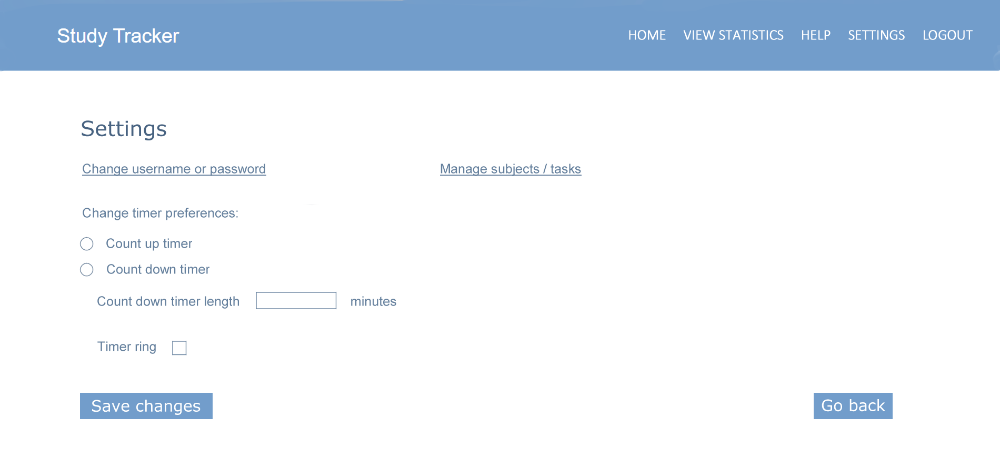 Study Tracker
HOME VIEW STATISTICS HELP SETTINGS LOGOUT
Settings
Change username or password
Manage subjects / tasks
Change timer preferences:
Count up timer
Count down timer
Count down timer length minutes
Timer ring
Save changes
Go back